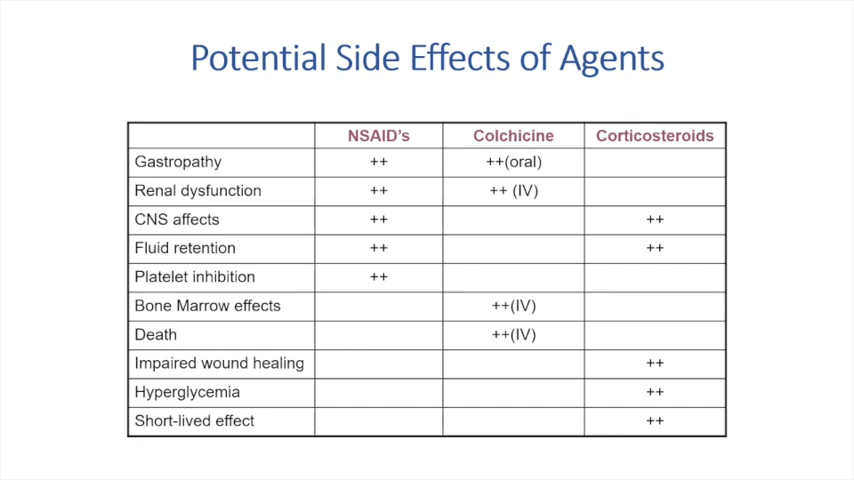 Potential Side Effects of Agents
NSAID's Colchicine Corticosteroids
Gastropathy ++ ++(oral)
Renal dysfunction ++ ++ (IV)
CNS affects ++ ++
Fluid retention ++ ++
Platelet inhibition ++
Bone Marrow effects ++(IV)
Death ++(IV)
Impaired wound healing ++
Hyperglycemia ++
Short-lived effect ++